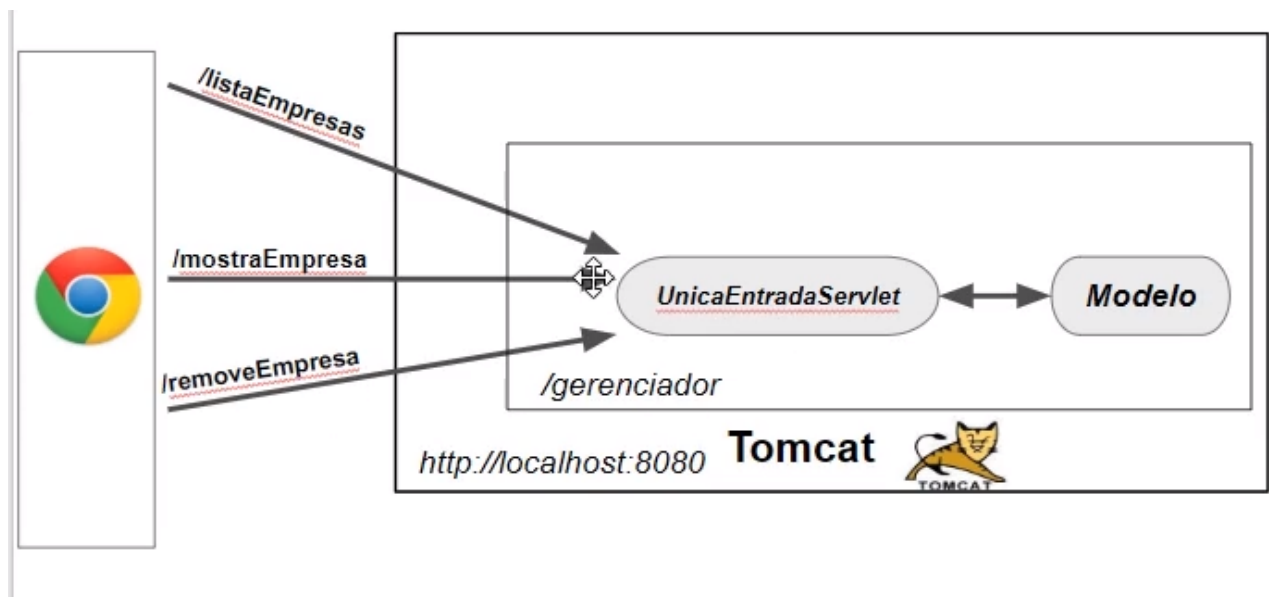 /listaEmpresas
/mostraEmpresa
/removeEmpresa
UnicaEntradaServlet
Modelo
/gerenciador
http://localhost:8080
Tomcat
TOMCAT